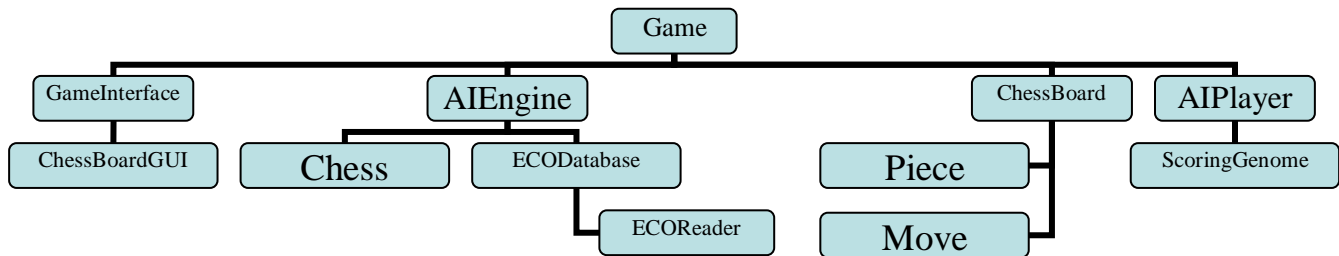 Game
GameInterface
AIEngine
ChessBoard
AIPlayer
ChessBoardGUI
Chess
ECODatabase
Piece
ScoringGenome
ECOReader
Move